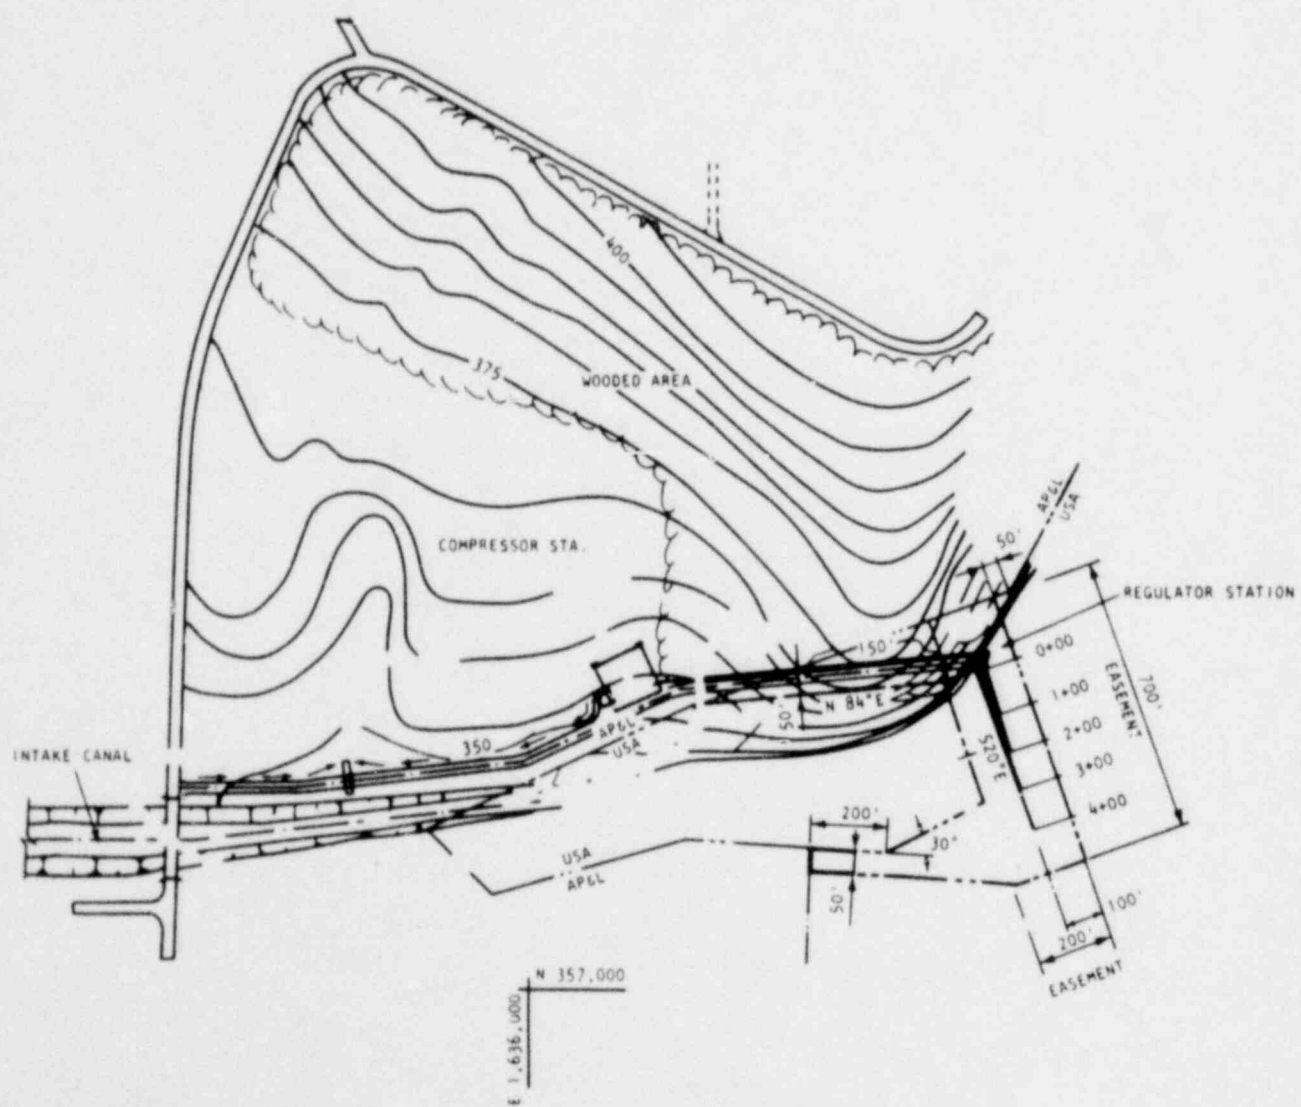 400
375
WOODED AREA
COMPRESSOR STA.
AP&L
USA
50'
REGULATOR STATION
150'
0+00
EASEMENT
700'
1+00
2+00
3+00
4+00
N 84°E
50'
S20°E
350
AP&L
USA
INTAKE CANAL
200'
30°
USA
AP&L
50'
100'
200'
EASEMENT
N 357,000
E 1,636,000